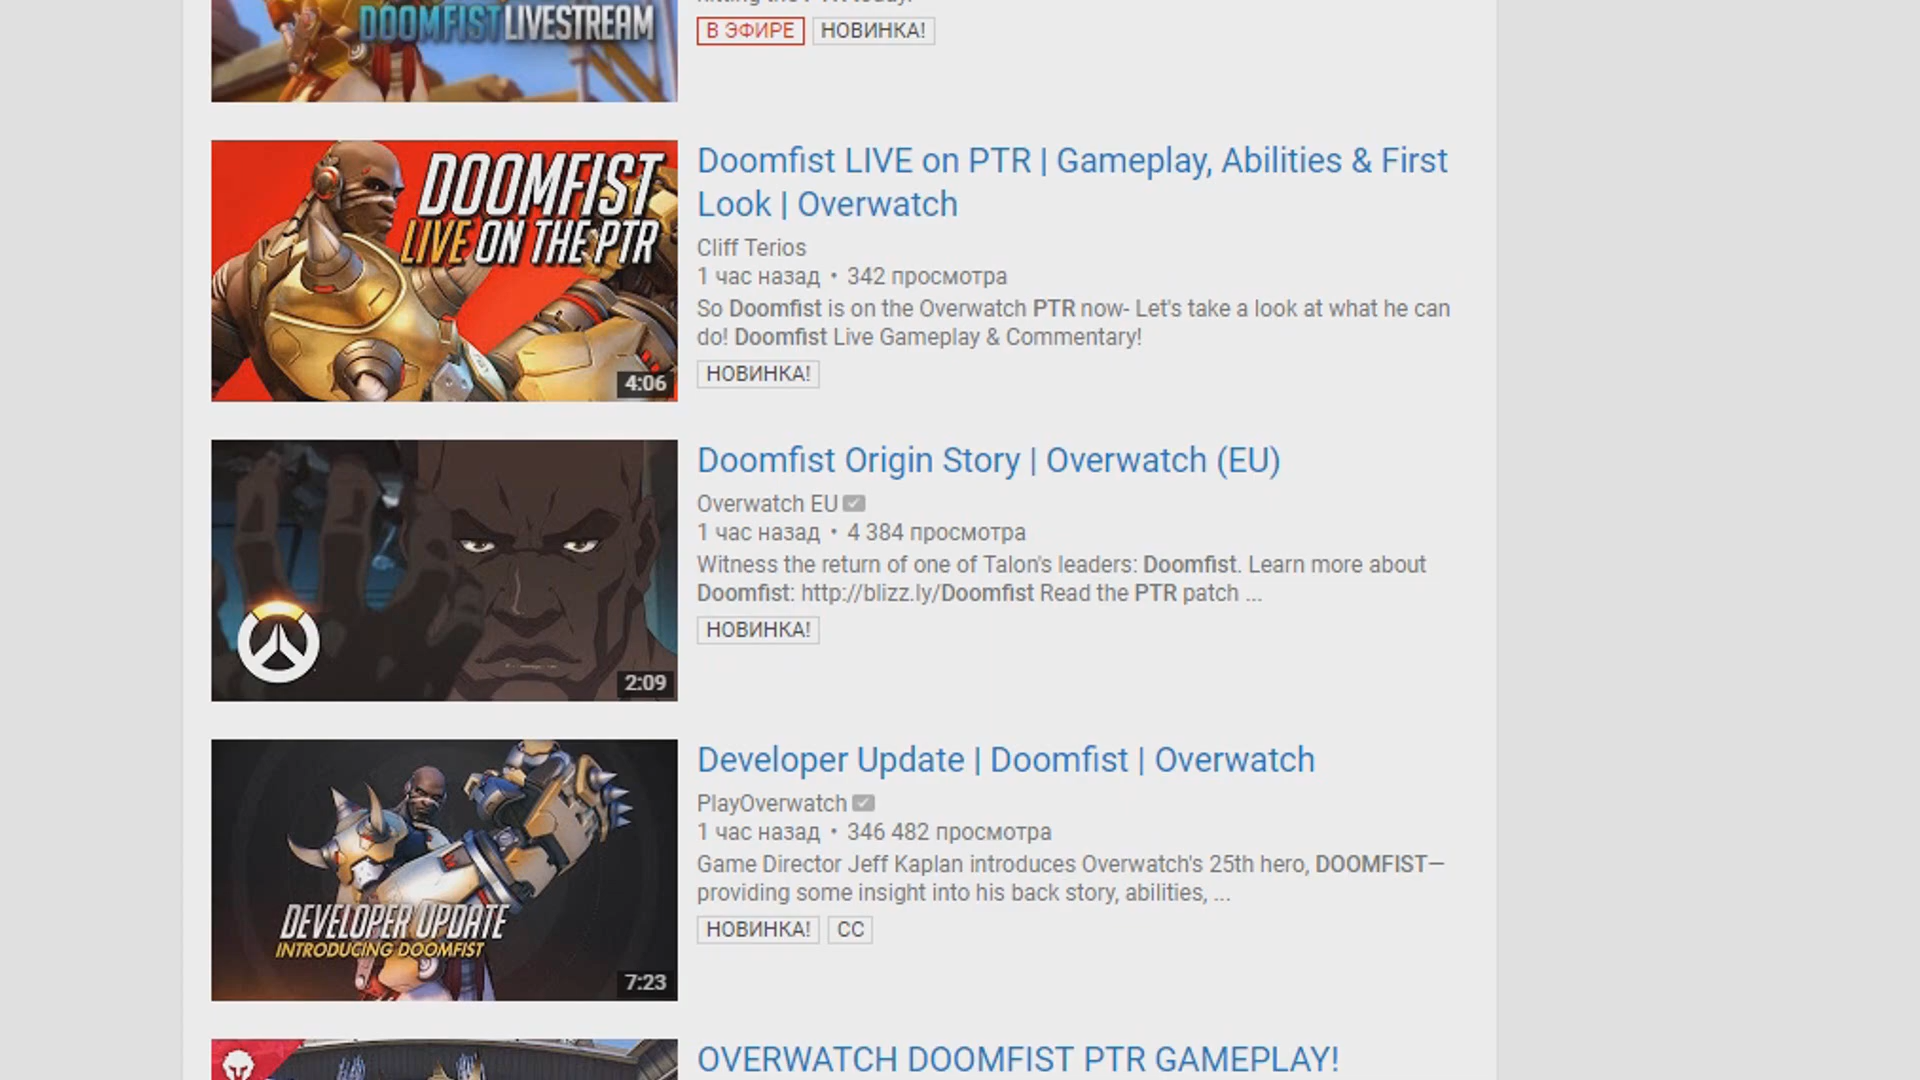 DOOMFIST LIVESTREAM
В ЭФИРЕ НОВИНКА!
DOOMFIST
LIVE ON THE PTR
4:06
Doomfist LIVE on PTR | Gameplay, Abilities & First
Look | Overwatch
Cliff Terios
1 час назад • 342 просмотра
So Doomfist is on the Overwatch PTR now- Let's take a look at what he can
do! Doomfist Live Gameplay & Commentary!
НОВИНКА!
2:09
Doomfist Origin Story | Overwatch (EU)
Overwatch EU
1 час назад • 4 384 просмотра
Witness the return of one of Talon's leaders: Doomfist. Learn more about
Doomfist: http://blizz.ly/Doomfist Read the PTR patch ...
НОВИНКА!
DEVELOPER UPDATE
INTRODUCING DOOMFIST
7:23
Developer Update | Doomfist | Overwatch
PlayOverwatch
1 час назад • 346 482 просмотра
Game Director Jeff Kaplan introduces Overwatch's 25th hero, DOOMFIST—
providing some insight into his back story, abilities, ...
НОВИНКА! CC
OVERWATCH DOOMFIST PTR GAMEPLAY!